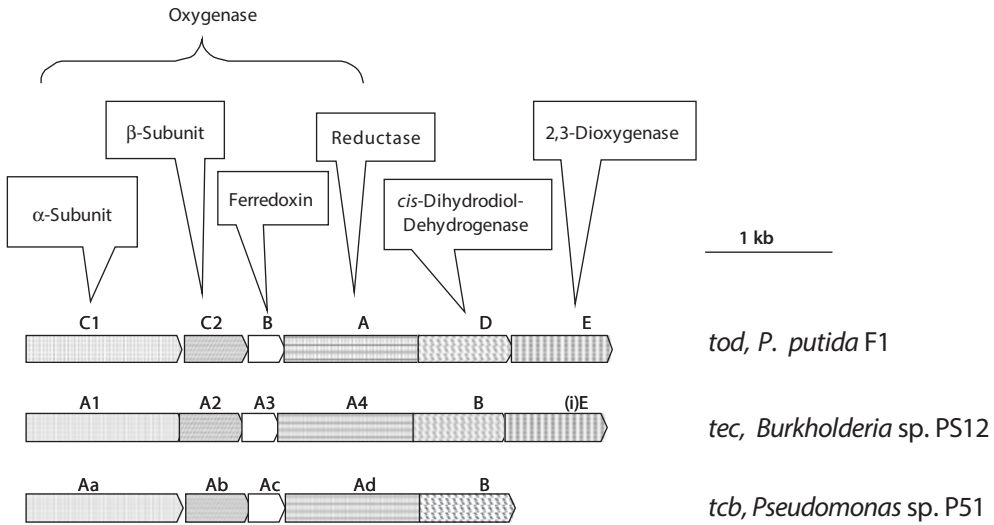 Oxygenase
β-Subunit
Reductase
2,3-Dioxygenase
α-Subunit
Ferredoxin
cis-Dihydrodiol-
Dehydrogenase
1 kb
C1 C2 B A D E
tod, P. putida F1
A1 A2 A3 A4 B (i)E
tec, Burkholderia sp. PS12
Aa Ab Ac Ad B
tcb, Pseudomonas sp. P51